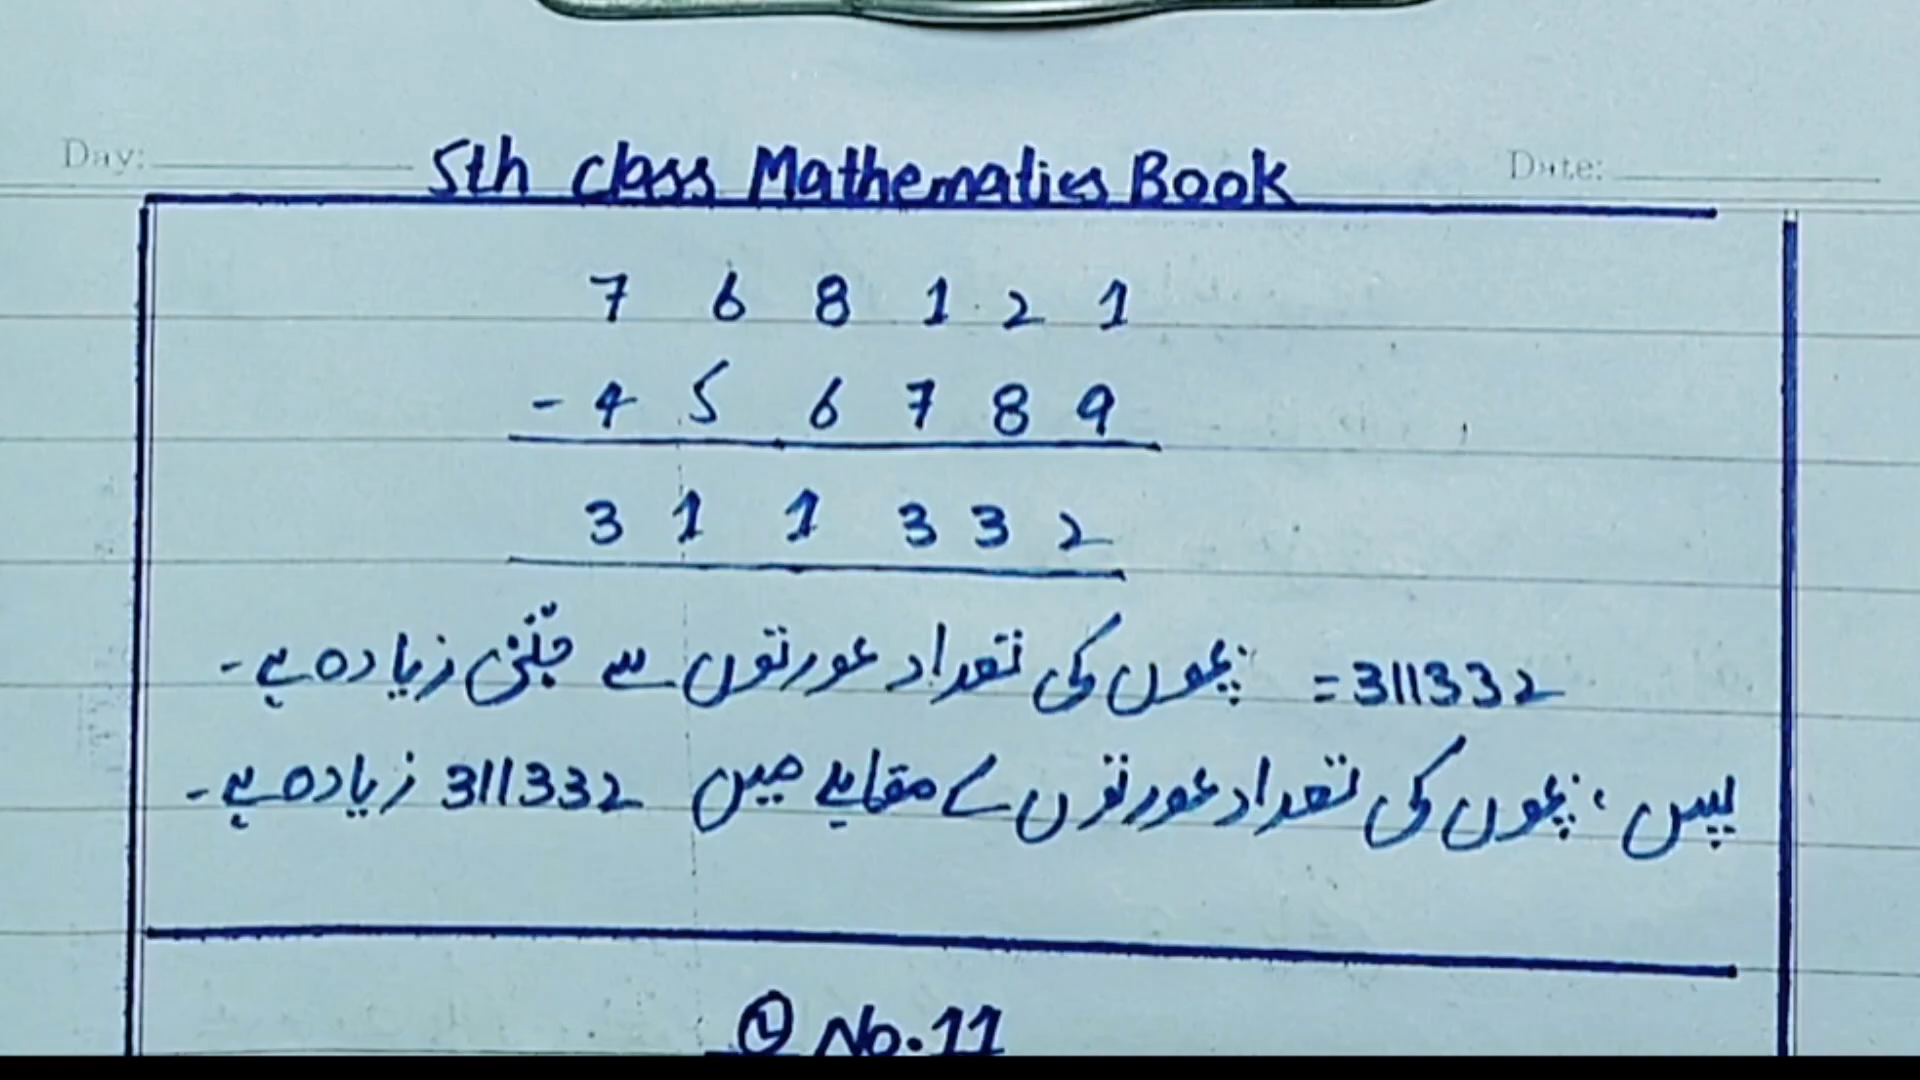 Day:
5th class Mathematics Book
Date:
7 6 8 1 2 1
- 4 5 6 7 8 9
3 1 1 3 3 2
بچوں کی تعداد عورتوں سے جتنی زیادہ ہے۔ = 311332
پس، بچوں کی تعداد عورتوں کے مقابلے میں 311332 زیادہ ہے۔
Q No.11